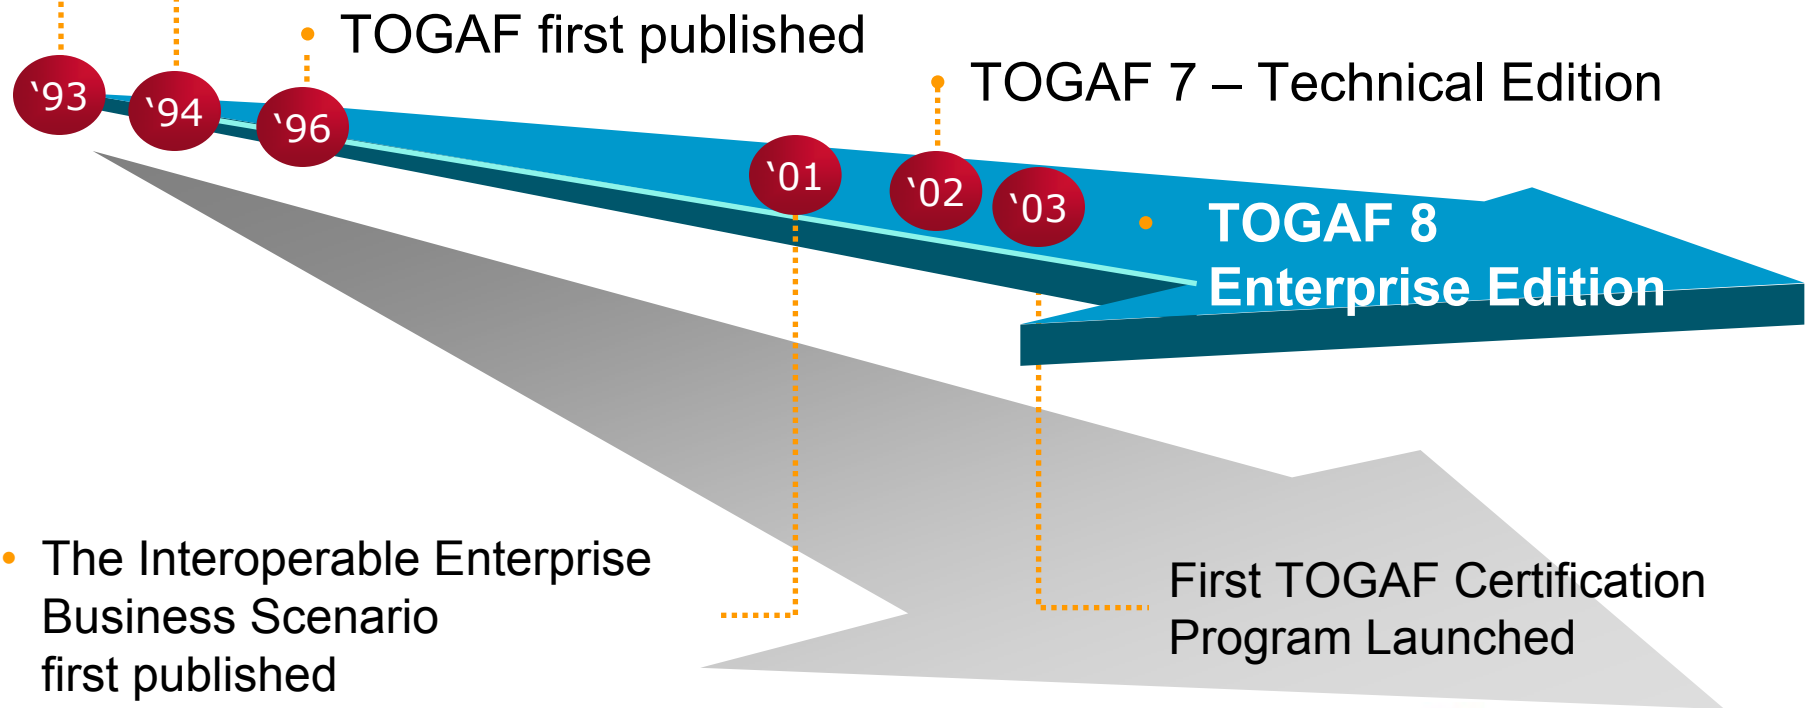 • TOGAF first published
• TOGAF 7 – Technical Edition
‘93
‘94
‘96
‘01
‘02
‘03
• TOGAF 8
Enterprise Edition
• The Interoperable Enterprise
Business Scenario
first published
First TOGAF Certification
Program Launched